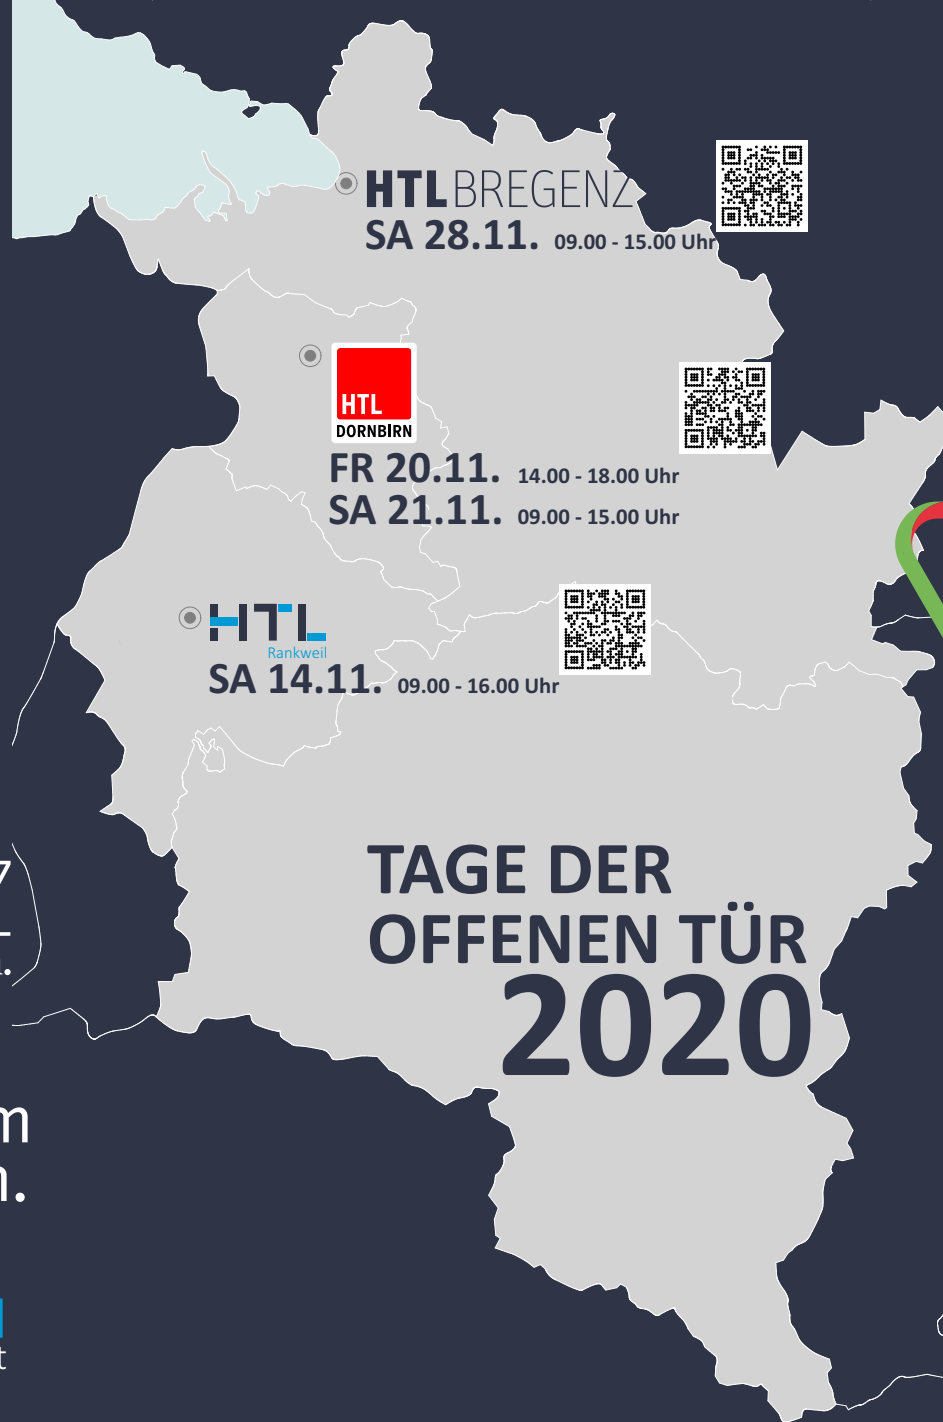 HTL BREGENZ
SA 28.11. 09.00 - 15.00 Uhr
HTL
DORNBIRN
FR 20.11. 14.00 - 18.00 Uhr
SA 21.11. 09.00 - 15.00 Uhr
HTL
Rankweil
SA 14.11. 09.00 - 16.00 Uhr
TAGE DER
OFFENEN TÜR
2020